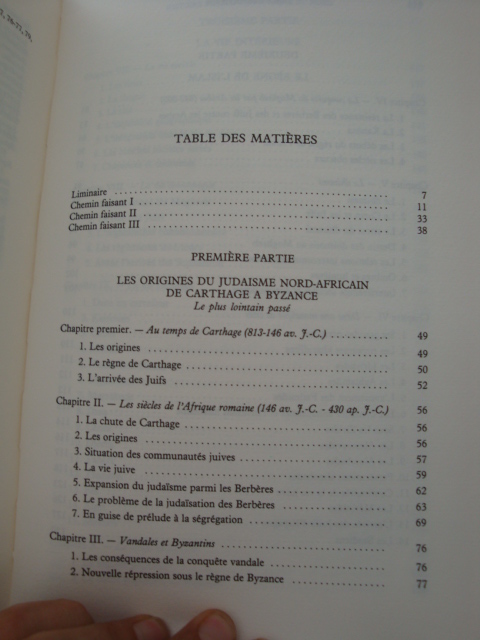 TABLE DES MATIÈRES
Liminaire 7
Chemin faisant I 11
Chemin faisant II 33
Chemin faisant III 38
PREMIÈRE PARTIE
LES ORIGINES DU JUDAISME NORD-AFRICAIN
DE CARTHAGE A BYZANCE
Le plus lointain passé
Chapitre premier. — Au temps de Carthage (813-146 av. J.-C.) 49
1. Les origines 49
2. Le règne de Carthage 50
3. L'arrivée des Juifs 52
Chapitre II. — Les siècles de l'Afrique romaine (146 av. J.-C. - 430 ap. J.-C.) 56
1. La chute de Carthage 56
2. Les origines 56
3. Situation des communautés juives 57
4. La vie juive 59
5. Expansion du judaïsme parmi les Berbères 62
6. Le problème de la judaïsation des Berbères 63
7. En guise de prélude à la ségrégation 69
Chapitre III. — Vandales et Byzantins 76
1. Les conséquences de la conquête vandale 76
2. Nouvelle répression sous le règne de Byzance 77